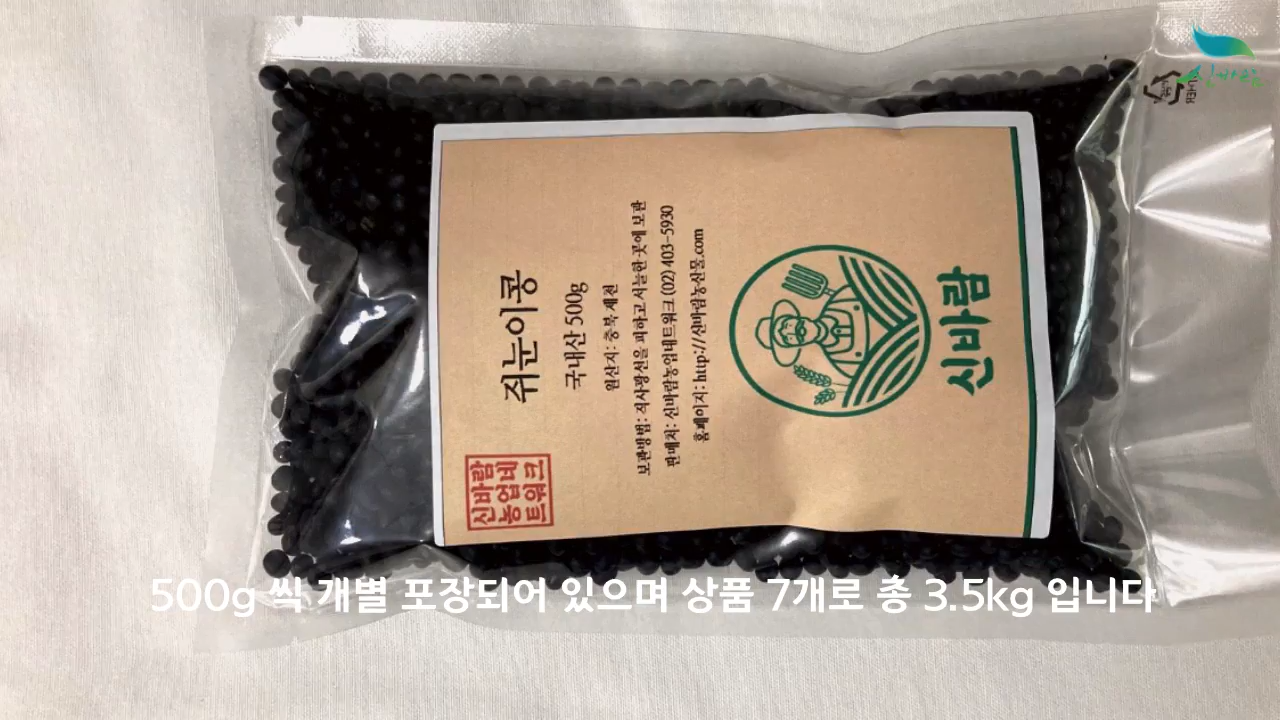 쥐눈이콩
국내산 500g
원산지: 충북 제천
보관방법: 직사광선을 피하고 서늘한 곳에 보관
판매처: 신바람농업네트워크 (02) 403-5930
홈페이지: http://신바람농산물.com
신바람
농업네
트워크
신바람
신바람
500g 씩 개별 포장되어 있으며 상품 7개로 총 3.5kg 입니다